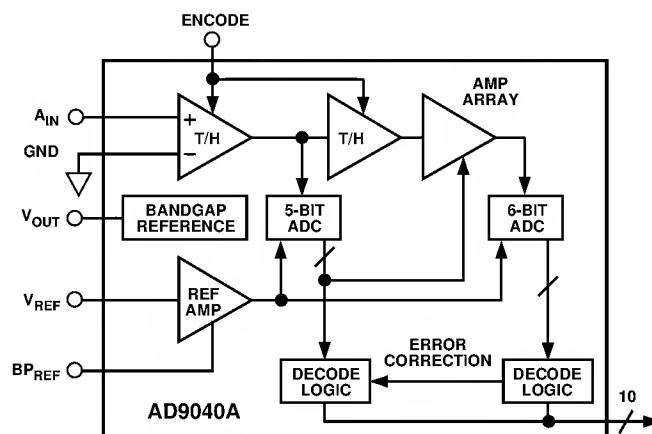 ENCODE
AMP
ARRAY
AIN
+
T/H
T/H
GND
−
VOUT
BANDGAP
REFERENCE
5-BIT
ADC
6-BIT
ADC
VREF
REF
AMP
ERROR
CORRECTION
BPREF
DECODE
LOGIC
DECODE
LOGIC
10
AD9040A